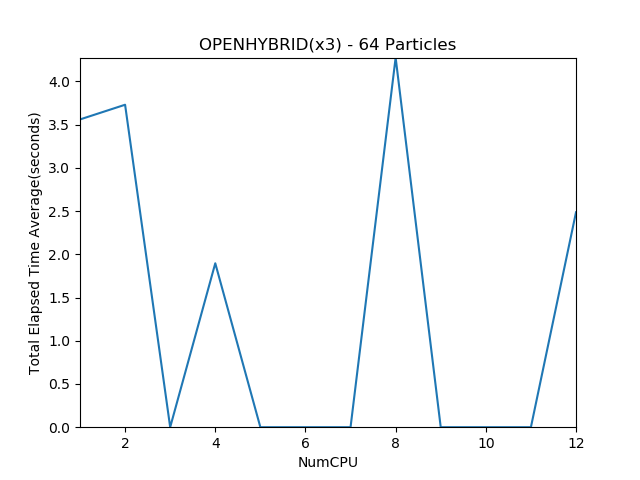 OPENHYBRID(x3) - 64 Particles
Total Elapsed Time Average(seconds)
4.0
3.5
3.0
2.5
2.0
1.5
1.0
0.5
0.0
2 4 6 8 10 12
NumCPU